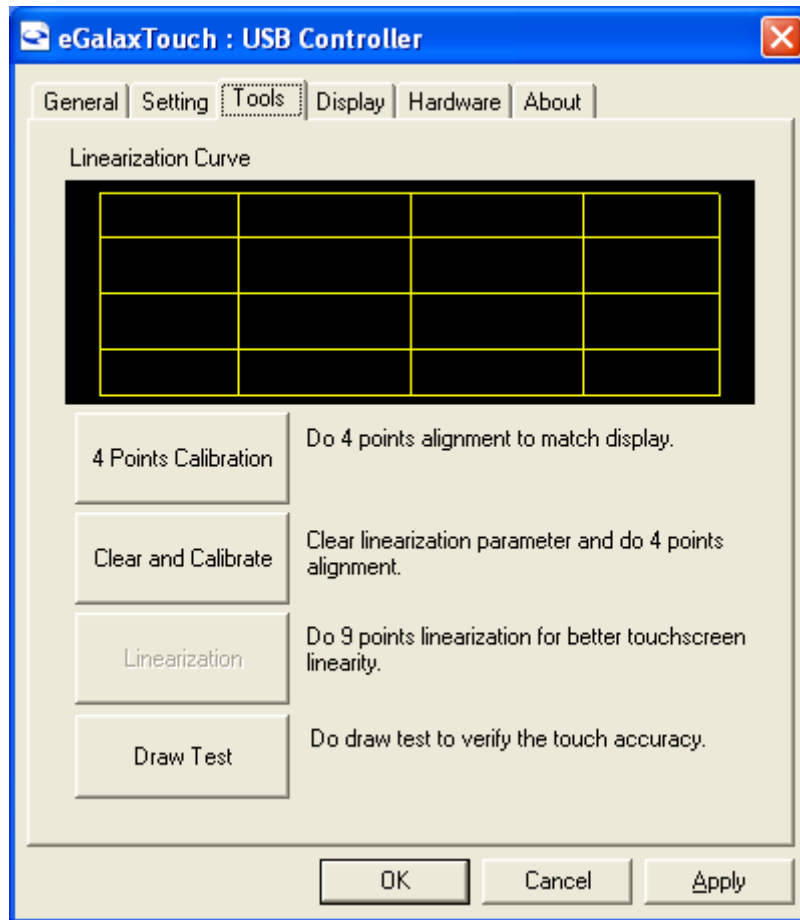 eGalaxTouch : USB Controller
General Setting Tools Display Hardware About
Linearization Curve
4 Points Calibration
Do 4 points alignment to match display.
Clear and Calibrate
Clear linearization parameter and do 4 points
alignment.
Linearization
Do 9 points linearization for better touchscreen
linearity.
Draw Test
Do draw test to verify the touch accuracy.
OK Cancel Apply